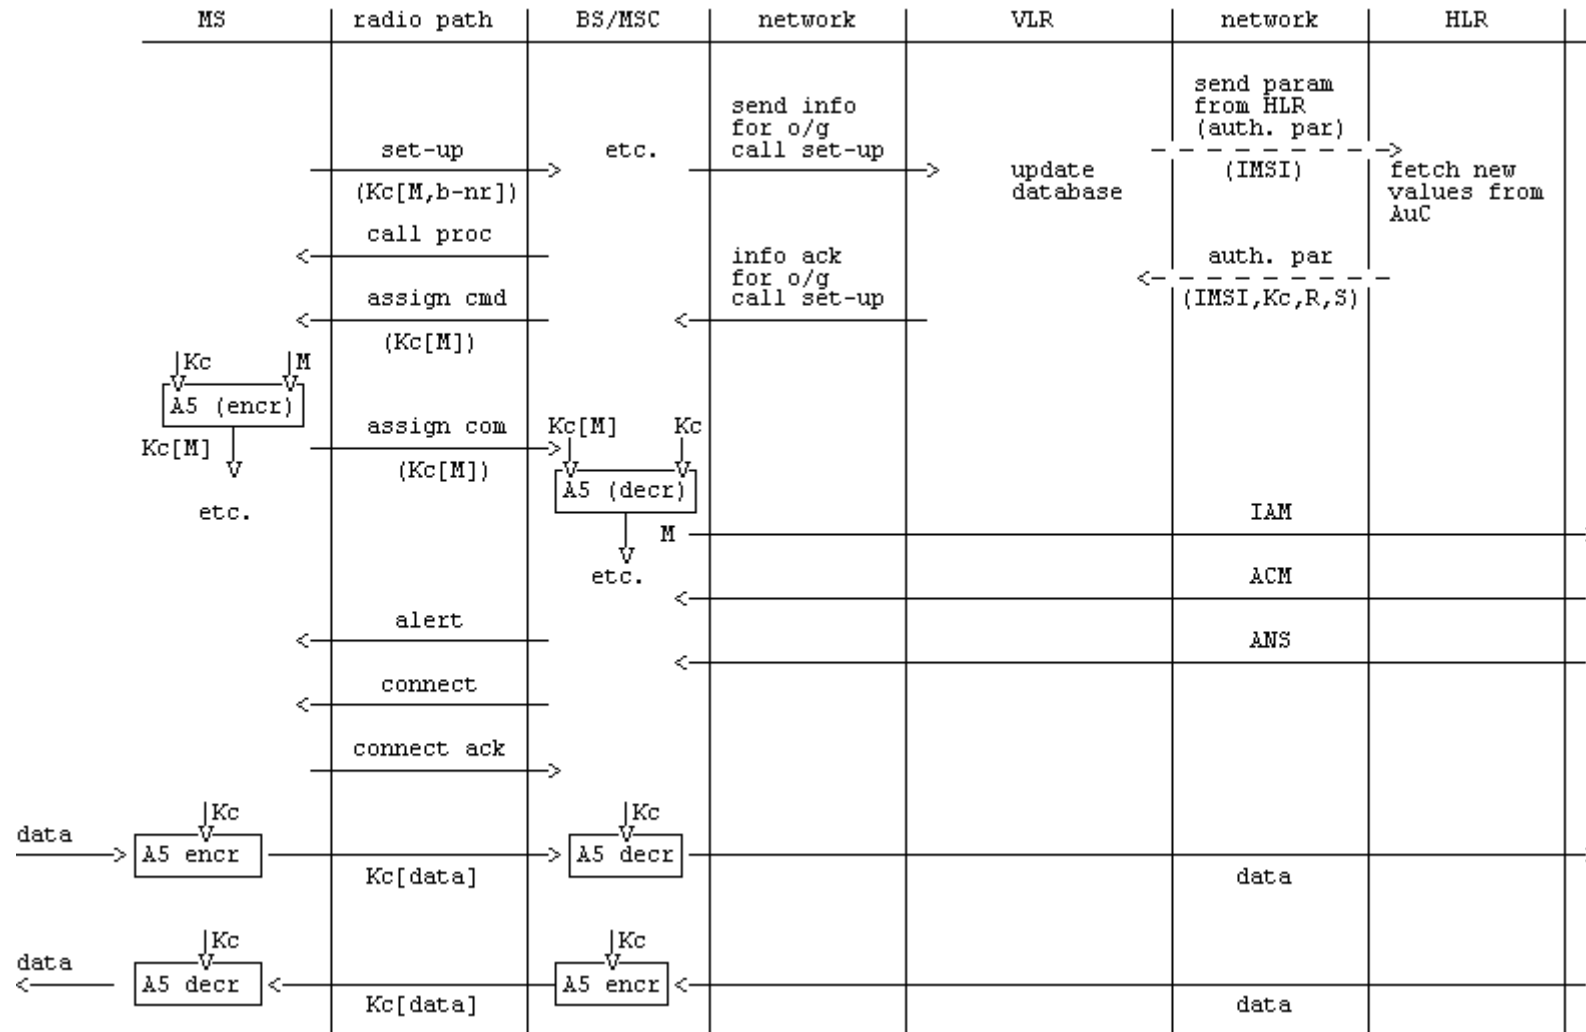 MS radio path BS/MSC network VLR network HLR
send param
from HLR
(auth. par)
send info
for o/g
call set-up
set-up
etc.
(Kc[M,b-nr])
update
database
(IMSI)
fetch new
values from
AuC
call proc
info ack
for o/g
call set-up
auth. par
(IMSI,Kc,R,S)
assign cmd
(Kc[M])
Kc M
A5 (encr)
Kc[M]
etc.
assign com
(Kc[M])
Kc[M] Kc
A5 (decr)
M
etc.
IAM
ACM
alert
ANS
connect
connect ack
Kc Kc
data
A5 encr
A5 decr
Kc[data]
data
Kc Kc
data
A5 decr
A5 encr
Kc[data]
data